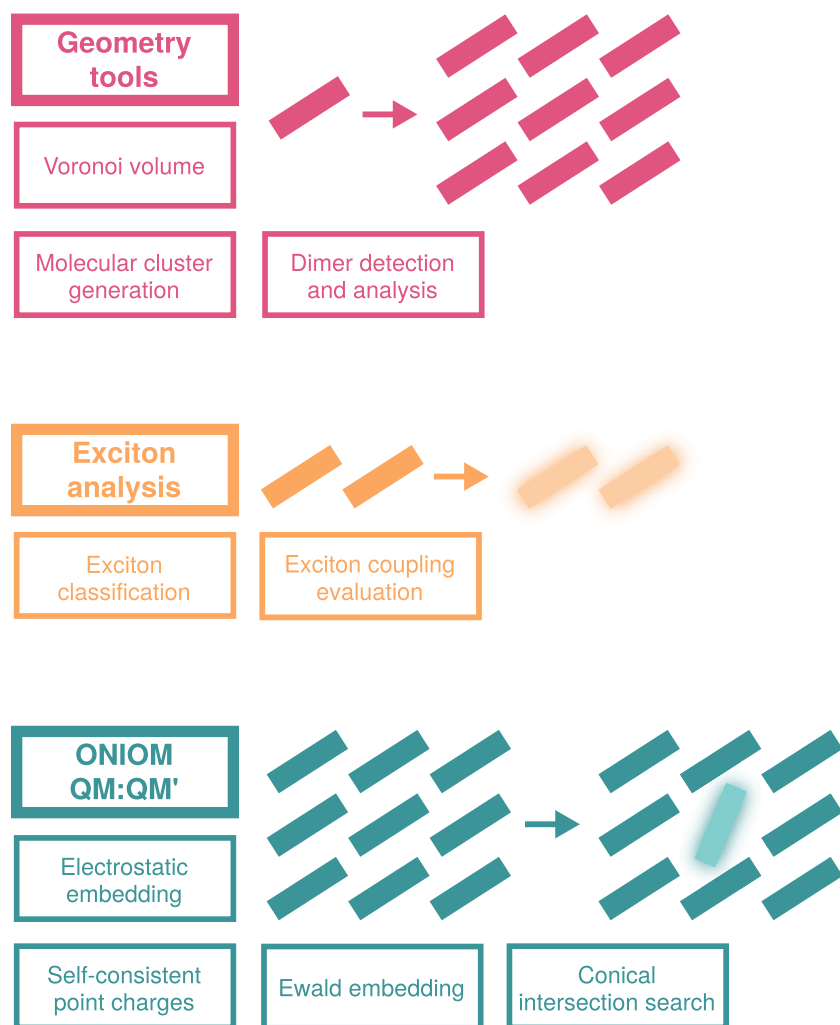 Geometry
tools
Voronoi volume
Molecular cluster
generation
Dimer detection
and analysis
Exciton
analysis
Exciton
classification
Exciton coupling
evaluation
ONIOM
QM:QM'
Electrostatic
embedding
Self-consistent
point charges
Ewald embedding
Conical
intersection search